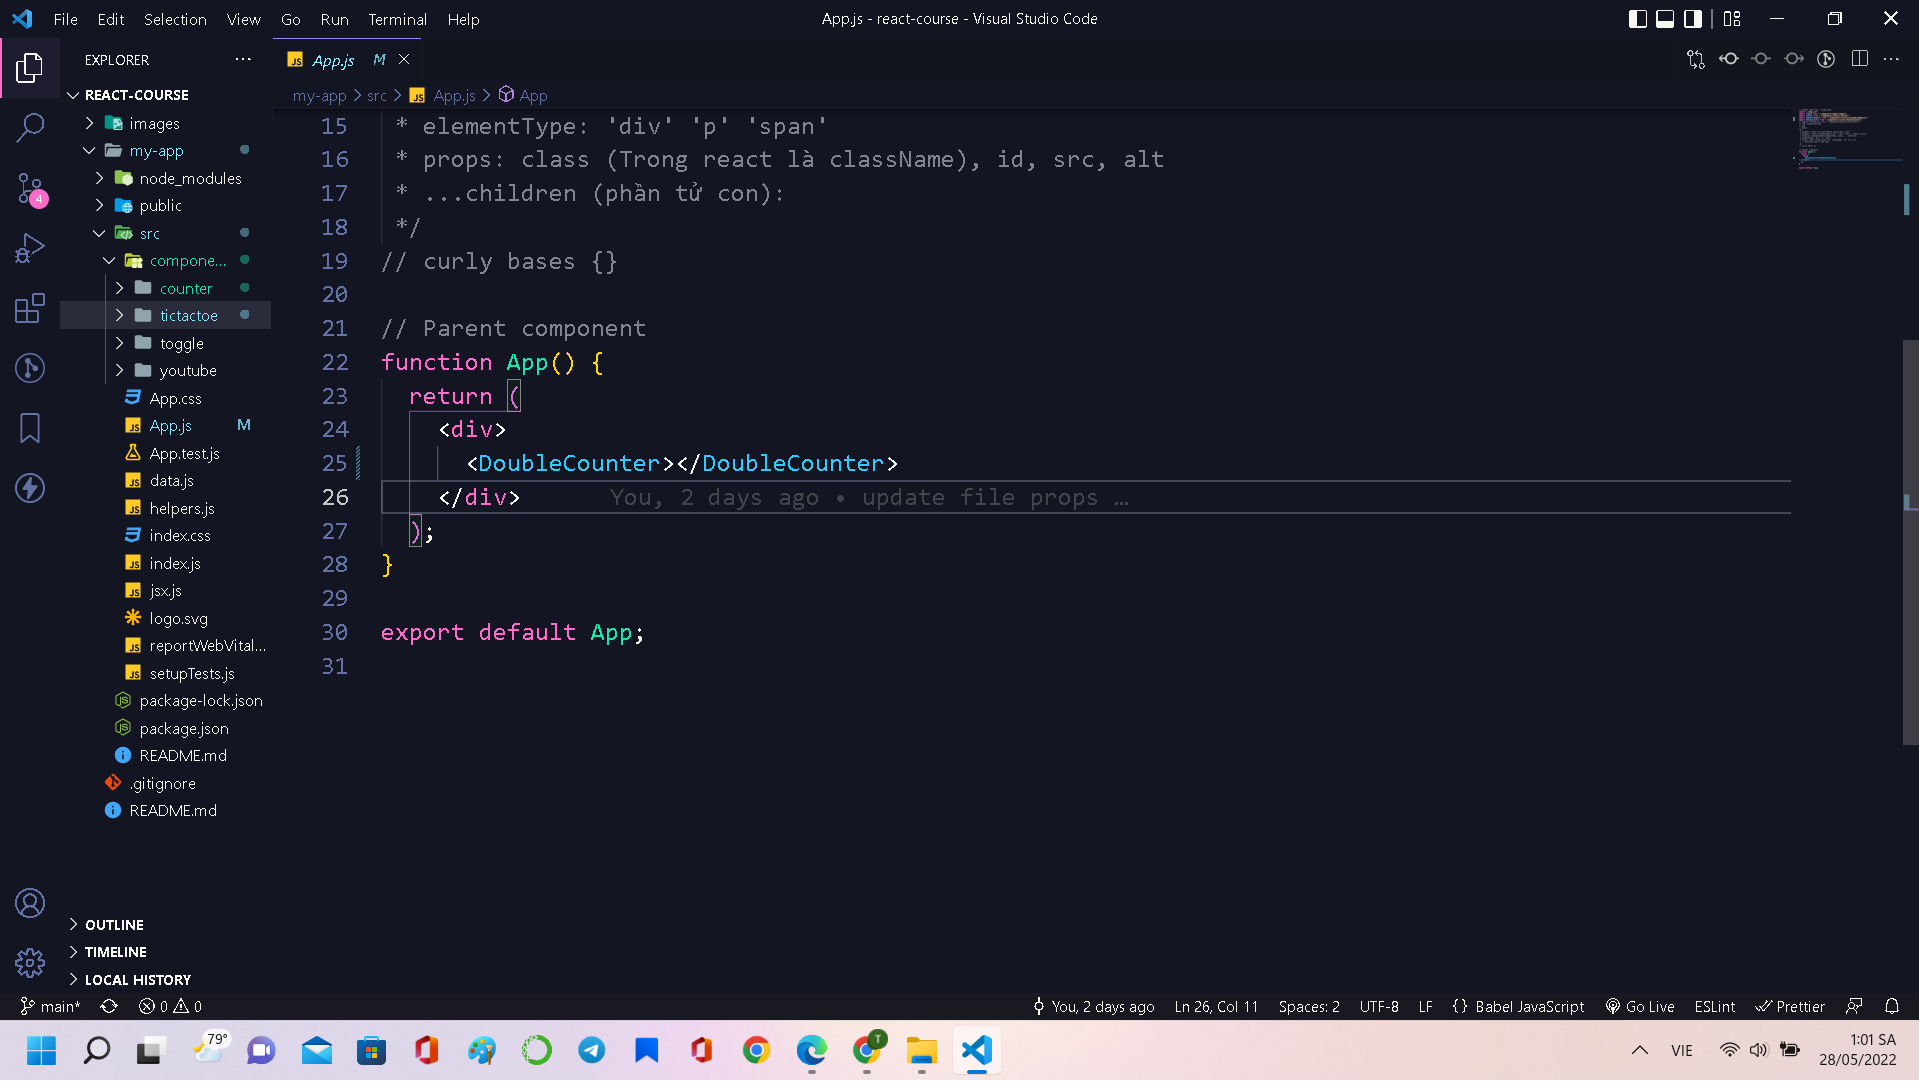 File Edit Selection View Go Run Terminal Help
App.js - react-course - Visual Studio Code
EXPLORER
REACT-COURSE
images
my-app
node_modules
public
src
compone...
counter
tictactoe
toggle
youtube
App.css
App.js M
App.test.js
data.js
helpers.js
index.css
index.js
jsx.js
logo.svg
reportWebVital...
setupTests.js
package-lock.json
package.json
README.md
.gitignore
README.md
OUTLINE
TIMELINE
LOCAL HISTORY
4
JS App.js M
my-app > src > JS App.js > App
15 * elementType: 'div' 'p' 'span'
16 * props: class (Trong react là className), id, src, alt
17 * ...children (phần tử con):
18 */
19 // curly bases {}
20
21 // Parent component
22 function App() {
23 return (
24 <div>
25 <DoubleCounter></DoubleCounter>
26 </div> You, 2 days ago • update file props …
27 );
28 }
29
30 export default App;
31
main* 0 0
You, 2 days ago Ln 26, Col 11 Spaces: 2 UTF-8 LF {} Babel JavaScript Go Live ESLint Prettier
79°
T
VIE
1:01 SA
28/05/2022